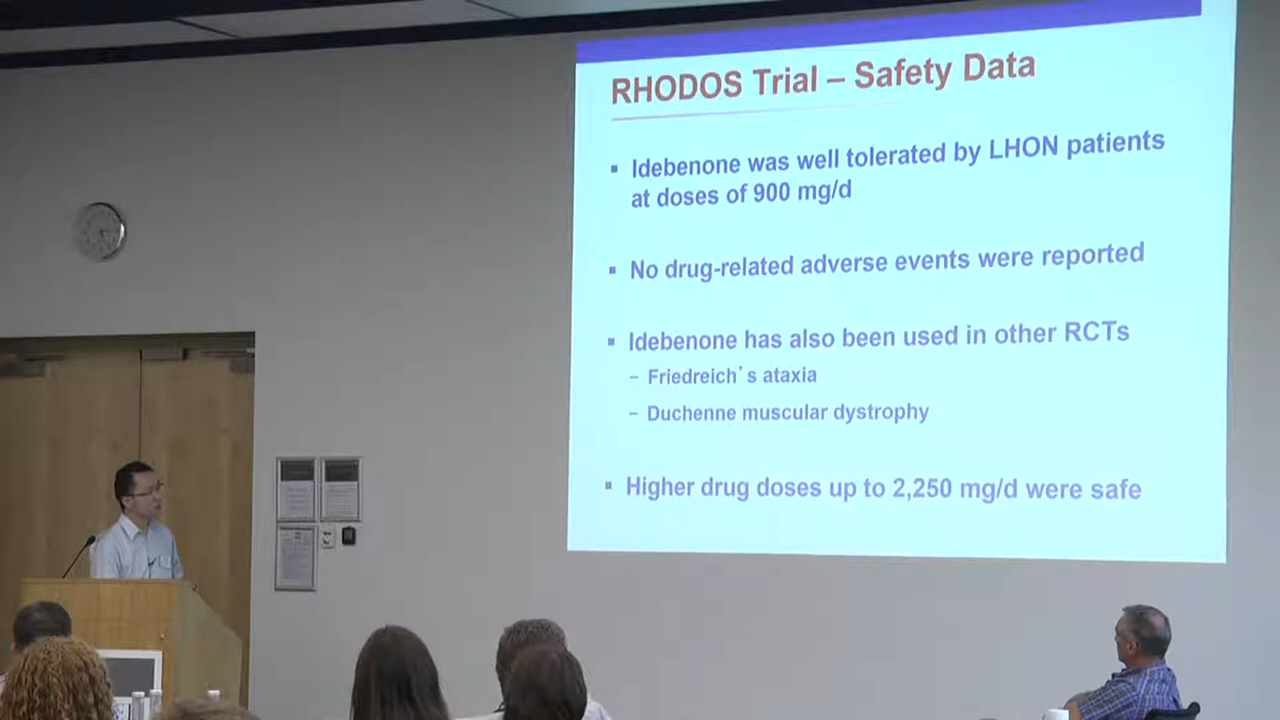 RHODOS Trial – Safety Data
▪ Idebenone was well tolerated by LHON patients
at doses of 900 mg/d
▪ No drug-related adverse events were reported
▪ Idebenone has also been used in other RCTs
– Friedreich's ataxia
– Duchenne muscular dystrophy
▪ Higher drug doses up to 2,250 mg/d were safe